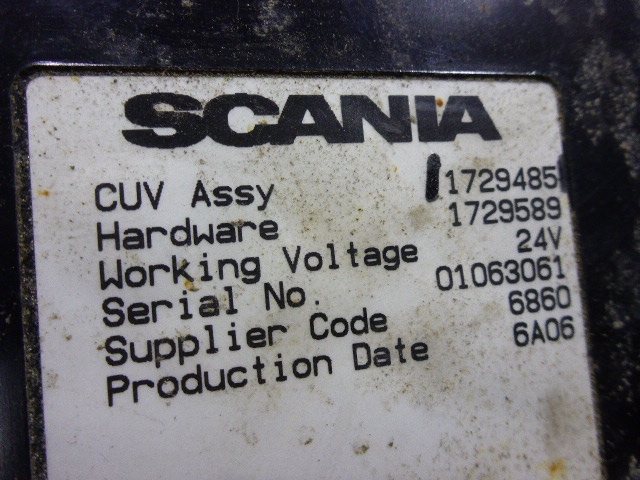 SCANIA
CUV Assy 1729485
Hardware 1729589
Working Voltage 24V
Serial No. 01063061
Supplier Code 6860
Production Date 6A06